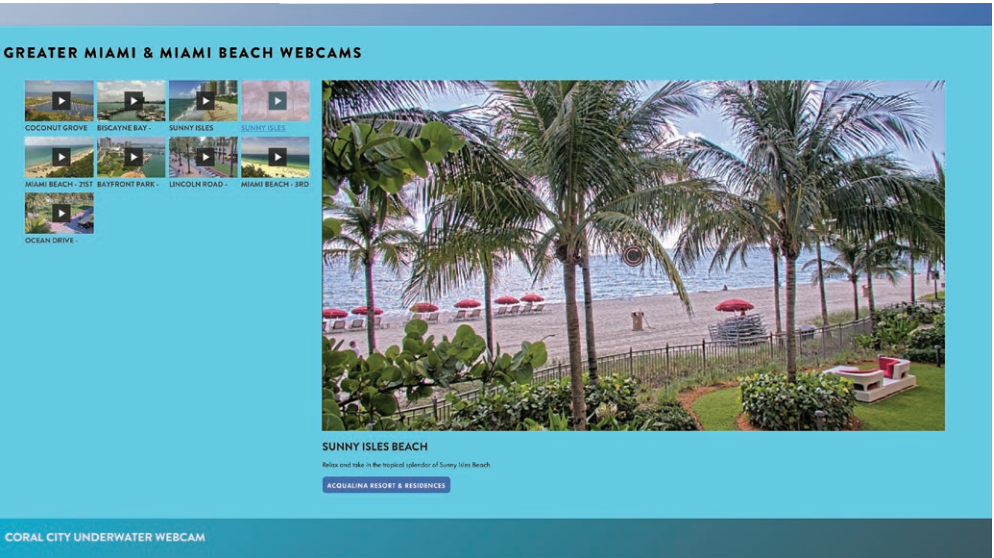 GREATER MIAMI & MIAMI BEACH WEBCAMS
COCONUT GROVE
BISCAYNE BAY -
SUNNY ISLES
SUNNY ISLES
MIAMI BEACH - 21ST
BAYFRONT PARK -
LINCOLN ROAD -
MIAMI BEACH - 3RD
OCEAN DRIVE -
SUNNY ISLES BEACH
Relax and take in the tropical splendor of Sunny Isles Beach
ACQUALINA RESORT & RESIDENCES
CORAL CITY UNDERWATER WEBCAM